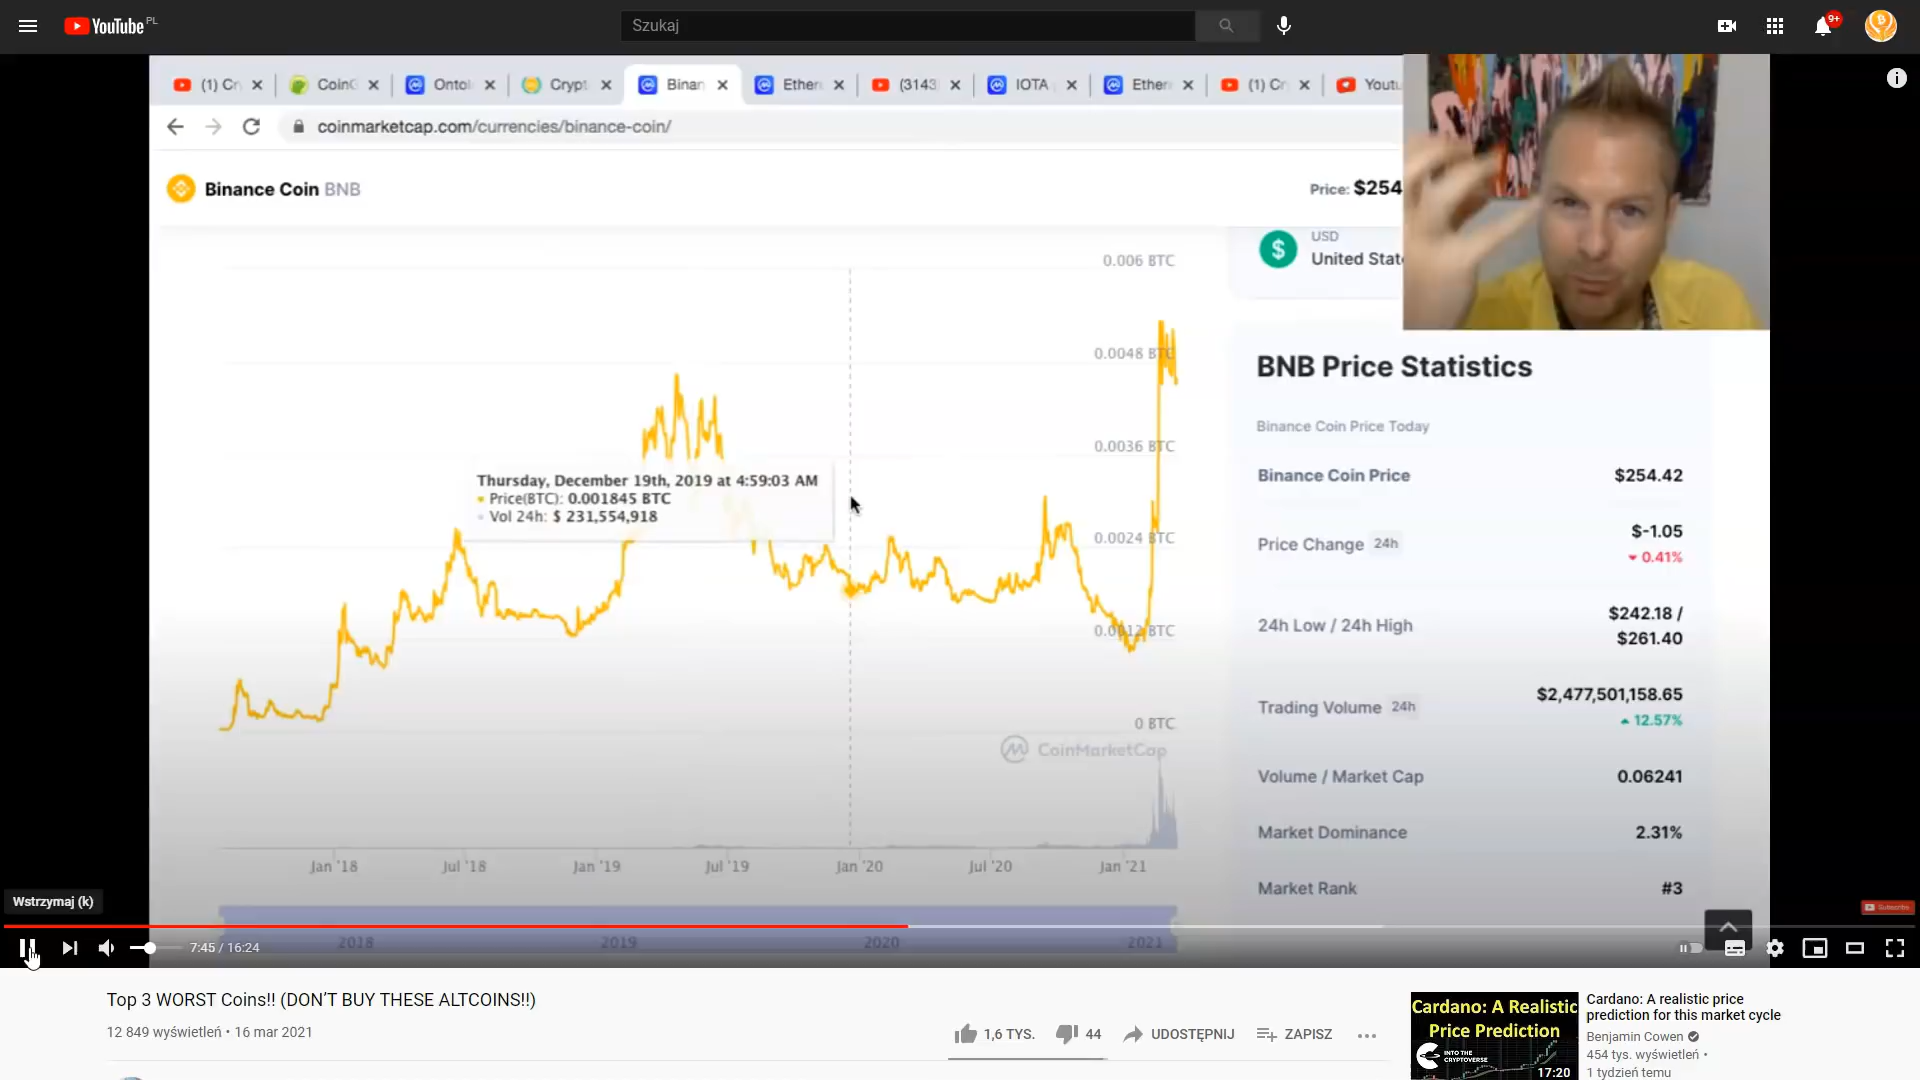 YouTube PL
Szukaj
9+
(1) Cr
CoinG
Ontol
Crypt
Binan
Ether
(3143
IOTA
Ether
(1) Cr
Youtu
coinmarketcap.com/currencies/binance-coin/
Binance Coin BNB
Price: $254
USD
United Stat
0.006 BTC
0.0048 BTC
0.0036 BTC
0.0024 BTC
0.0012 BTC
0 BTC
Thursday, December 19th, 2019 at 4:59:03 AM
Price(BTC): 0.001845 BTC
Vol 24h: $ 231,554,918
CoinMarketCap
Jan '18
Jul '18
Jan '19
Jul '19
Jan '20
Jul '20
Jan '21
2018
2019
2020
2021
BNB Price Statistics
Binance Coin Price Today
Binance Coin Price $254.42
Price Change 24h $-1.05
0.41%
24h Low / 24h High $242.18 /
$261.40
Trading Volume 24h $2,477,501,158.65
12.57%
Volume / Market Cap 0.06241
Market Dominance 2.31%
Market Rank #3
Subscribe
Wstrzymaj (k)
7:45 / 16:24
Top 3 WORST Coins!! (DON'T BUY THESE ALTCOINS!!)
12 849 wyświetleń • 16 mar 2021
1,6 TYS.
44
UDOSTĘPNIJ
ZAPISZ
Cardano: A Realistic
Price Prediction
INTO THE
CRYPTOVERSE
17:20
Cardano: A realistic price
prediction for this market cycle
Benjamin Cowen
454 tys. wyświetleń •
1 tydzień temu